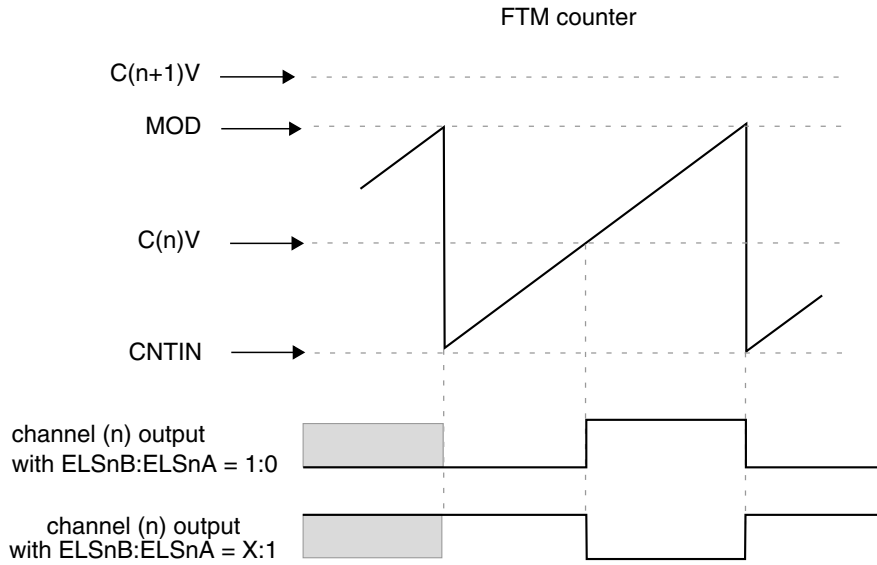 FTM counter
C(n+1)V
MOD
C(n)V
CNTIN
channel (n) output
with ELSnB:ELSnA = 1:0
channel (n) output
with ELSnB:ELSnA = X:1